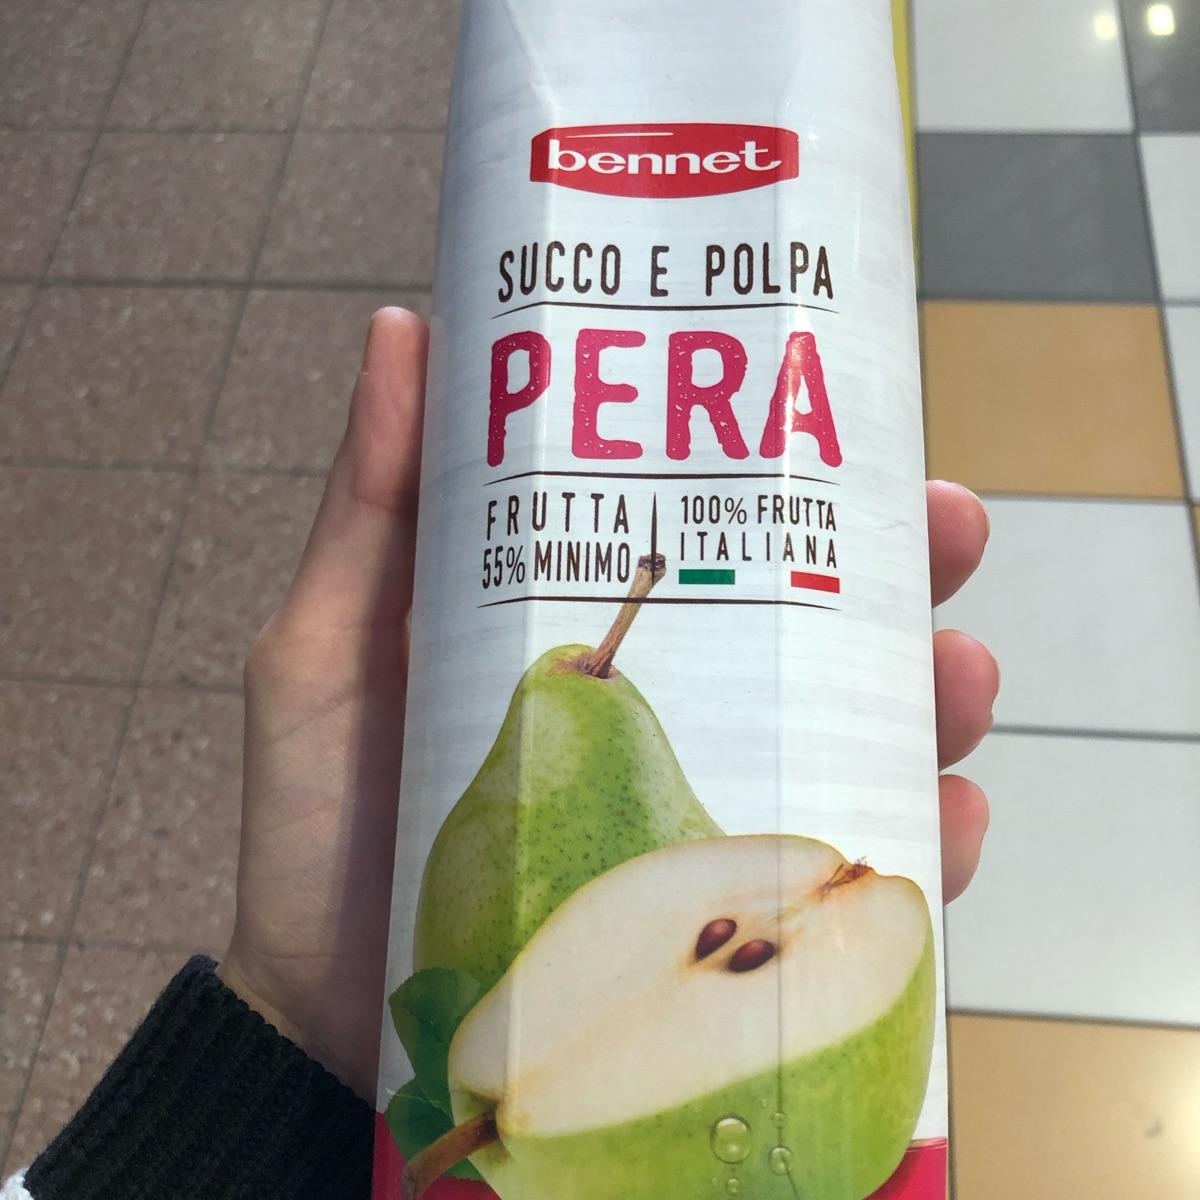 bennet
SUCCO E POLPA
PERA
FRUTTA
55% MINIMO
100% FRUTTA
ITALIANA